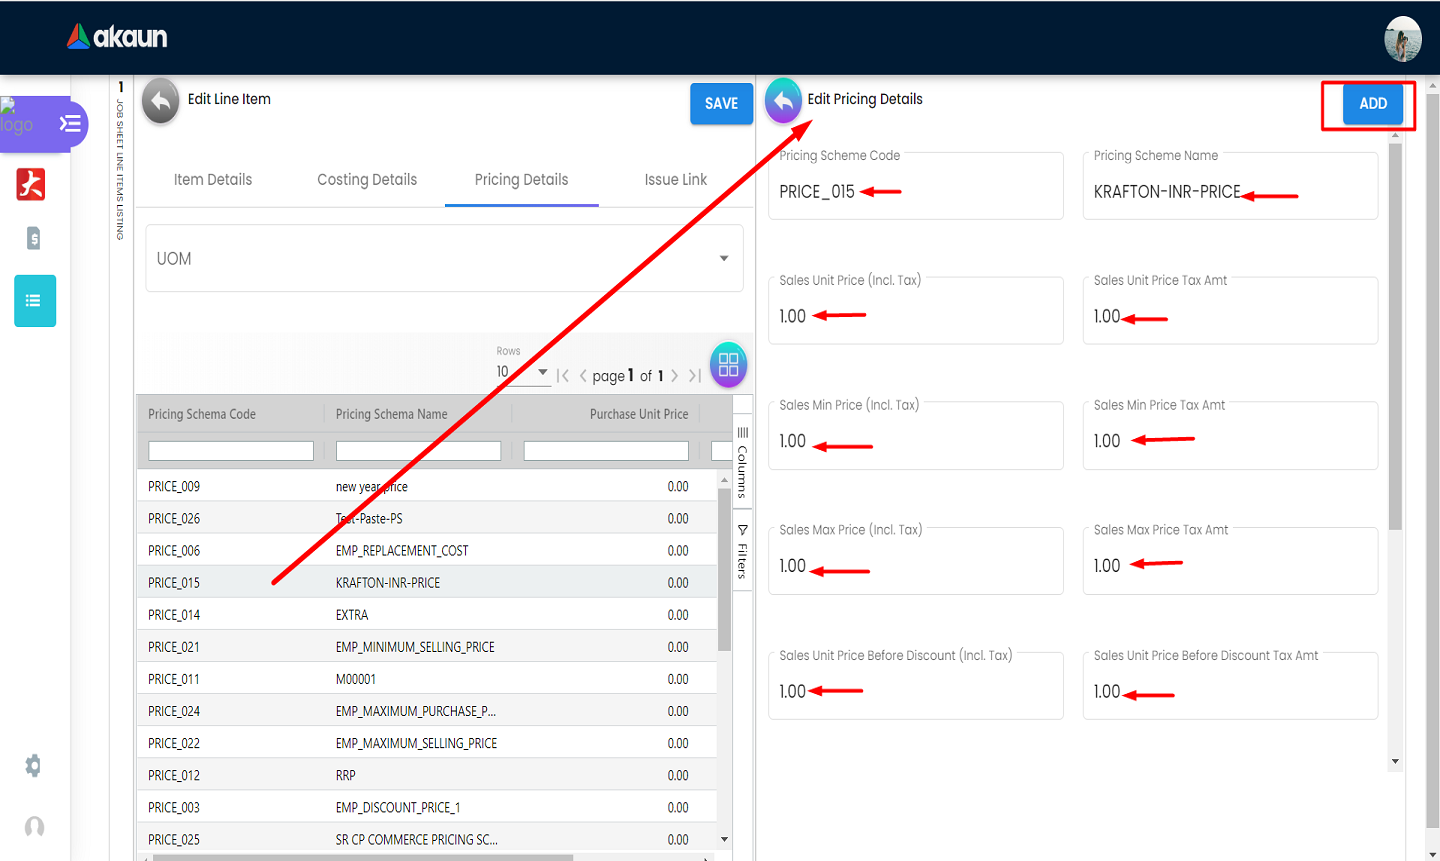 akaun
logo
1
JOB SHEET LINE ITEMS LISTING
Edit Line Item
SAVE
Item Details
Costing Details
Pricing Details
Issue Link
UOM
Rows
10
page 1 of 1
Pricing Schema Code
Pricing Schema Name
Purchase Unit Price
PRICE_009 new year price 0.00
PRICE_026 Test-Paste-PS 0.00
PRICE_006 EMP_REPLACEMENT_COST 0.00
PRICE_015 KRAFTON-INR-PRICE 0.00
PRICE_014 EXTRA 0.00
PRICE_021 EMP_MINIMUM_SELLING_PRICE 0.00
PRICE_011 M00001 0.00
PRICE_024 EMP_MAXIMUM_PURCHASE_P... 0.00
PRICE_022 EMP_MAXIMUM_SELLING_PRICE 0.00
PRICE_012 RRP 0.00
PRICE_003 EMP_DISCOUNT_PRICE_1 0.00
PRICE_025 SR CP COMMERCE PRICING SC... 0.00
Columns
Filters
Edit Pricing Details
ADD
Pricing Scheme Code
PRICE_015
Pricing Scheme Name
KRAFTON-INR-PRICE
Sales Unit Price (Incl. Tax)
1.00
Sales Unit Price Tax Amt
1.00
Sales Min Price (Incl. Tax)
1.00
Sales Min Price Tax Amt
1.00
Sales Max Price (Incl. Tax)
1.00
Sales Max Price Tax Amt
1.00
Sales Unit Price Before Discount (Incl. Tax)
1.00
Sales Unit Price Before Discount Tax Amt
1.00